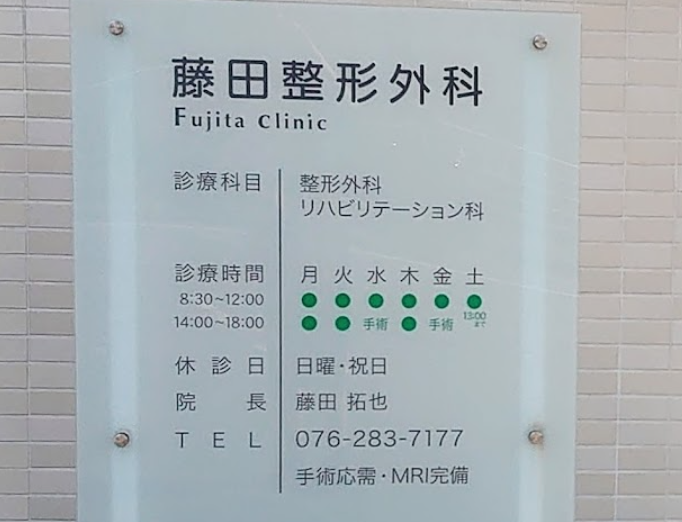 藤田整形外科
Fujita Clinic
診療科目 整形外科
リハビリテーション科
診療時間 月 火 水 木 金 土
8:30~12:00 ● ● ● ● ● ●
14:00~18:00 ● ● 手術 ● 手術 13:00まで
休診日 日曜・祝日
院長 藤田 拓也
TEL 076-283-7177
手術応需・MRI完備